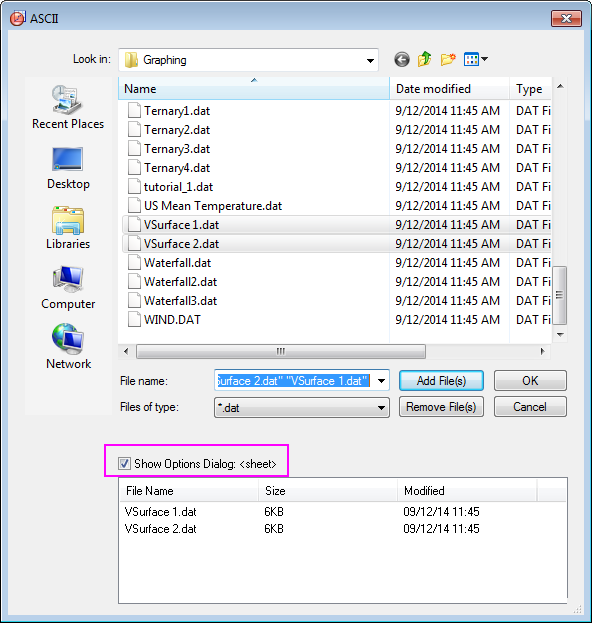 ASCII
Look in: Graphing
Name Date modified Type
Ternary1.dat 9/12/2014 11:45 AM DAT Fi
Ternary2.dat 9/12/2014 11:45 AM DAT Fi
Ternary3.dat 9/12/2014 11:45 AM DAT Fi
Ternary4.dat 9/12/2014 11:45 AM DAT Fi
tutorial_1.dat 9/12/2014 11:45 AM DAT Fi
US Mean Temperature.dat 9/12/2014 11:45 AM DAT Fi
VSurface 1.dat 9/12/2014 11:45 AM DAT Fi
VSurface 2.dat 9/12/2014 11:45 AM DAT Fi
Waterfall.dat 9/12/2014 11:45 AM DAT Fi
Waterfall2.dat 9/12/2014 11:45 AM DAT Fi
Waterfall3.dat 9/12/2014 11:45 AM DAT Fi
WIND.DAT 9/12/2014 11:45 AM DAT Fi
Recent Places
Desktop
Libraries
Computer
Network
File name: Surface 2.dat" "VSurface 1.dat" Add File(s) OK
Files of type: *.dat Remove File(s) Cancel
Show Options Dialog: <sheet>
File Name Size Modified
VSurface 1.dat 6KB 09/12/14 11:45
VSurface 2.dat 6KB 09/12/14 11:45